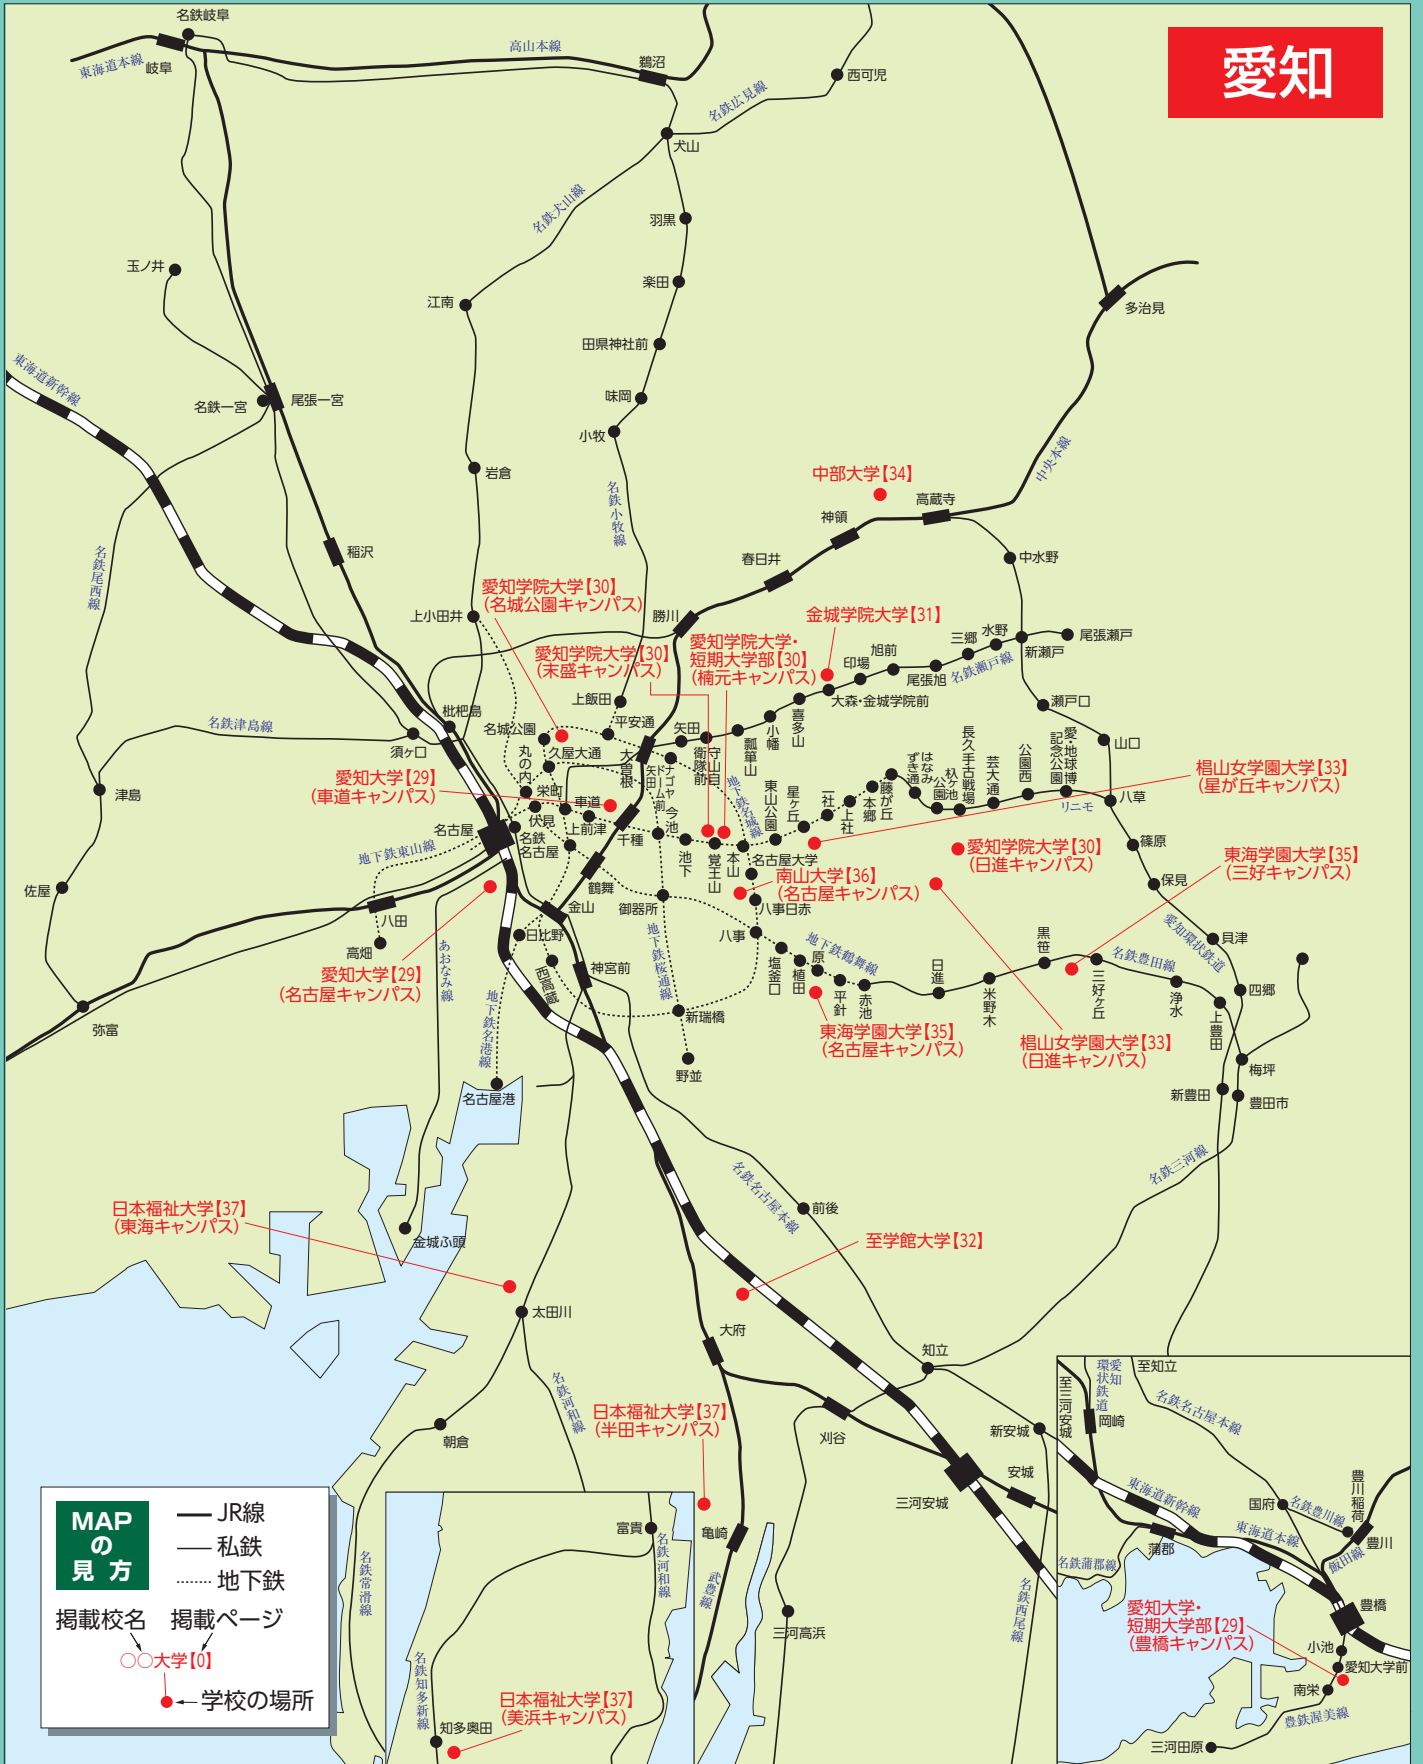 愛知
名鉄岐阜
東海道本線
岐阜
高山本線
鵜沼
西可児
名鉄広見線
犬山
名鉄犬山線
羽黒
玉ノ井
楽田
江南
多治見
田県神社前
東海道新幹線
名鉄一宮
尾張一宮
味岡
小牧
中央本線
岩倉
中部大学【34】
名鉄小牧線
高蔵寺
神領
稲沢
春日井
中水野
名鉄尾西線
愛知学院大学【30】
（名城公園キャンパス）
上小田井
勝川
金城学院大学【31】
愛知学院大学・
短期大学部【30】
（楠元キャンパス）
愛知学院大学【30】
（末盛キャンパス）
水野
尾張瀬戸
三郷
新瀬戸
旭前
印場
尾張旭
名鉄瀬戸線
大森・金城学院前
瀬戸口
上飯田
喜多山
枇杷島
名鉄津島線
名城公園
平安通
矢田
守山自衛隊前
瓢箪山
小幡
須ヶ口
丸の内
久屋大通
大曽根
ナゴヤドーム前矢田
山口
愛・地球博記念公園
公園西
芸大通
長久手古戦場
杁ヶ池公園
はなみずき通
藤が丘
本郷
上社
一社
星ヶ丘
東山公園
地下鉄名城線
リニモ
八草
愛知大学【29】
（車道キャンパス）
椙山女学園大学【33】
（星が丘キャンパス）
津島
栄町
車道
伏見
上前津
千種
今池
池下
覚王山
本山
名古屋大学
名古屋
名鉄
名古屋
地下鉄東山線
篠原
愛知学院大学【30】
（日進キャンパス）
東海学園大学【35】
（三好キャンパス）
南山大学【36】
（名古屋キャンパス）
保見
佐屋
鶴舞
八田
金山
御器所
八事日赤
高畑
日比野
八事
地下鉄鶴舞線
黒笹
愛知環状鉄道
貝津
あおなみ線
西高蔵
神宮前
地下鉄桜通線
塩釜口
植田
原
平針
赤池
日進
米野木
名鉄豊田線
三好ヶ丘
浄水
四郷
上豊田
愛知大学【29】
（名古屋キャンパス）
地下鉄名港線
新瑞橋
弥富
東海学園大学【35】
（名古屋キャンパス）
椙山女学園大学【33】
（日進キャンパス）
野並
梅坪
名古屋港
新豊田
豊田市
名鉄三河線
名鉄名古屋本線
前後
日本福祉大学【37】
（東海キャンパス）
金城ふ頭
至学館大学【32】
太田川
大府
知立
名鉄河和線
日本福祉大学【37】
（半田キャンパス）
朝倉
刈谷
新安城
安城
三河安城
至三河安城
愛知環状鉄道
至知立
岡崎
名鉄名古屋本線
東海道新幹線
国府
名鉄豊川線
豊川稲荷
豊川
東海道本線
飯田線
蒲郡
名鉄蒲郡線
愛知大学・
短期大学部【29】
（豊橋キャンパス）
豊橋
小池
愛知大学前
南栄
豊鉄渥美線
三河田原
MAP
の
見方
JR線
私鉄
地下鉄
掲載校名
掲載ページ
○○大学【0】
学校の場所
名鉄常滑線
富貴
名鉄河和線
亀崎
武豊線
三河高浜
名鉄西尾線
名鉄知多新線
日本福祉大学【37】
（美浜キャンパス）
知多奥田